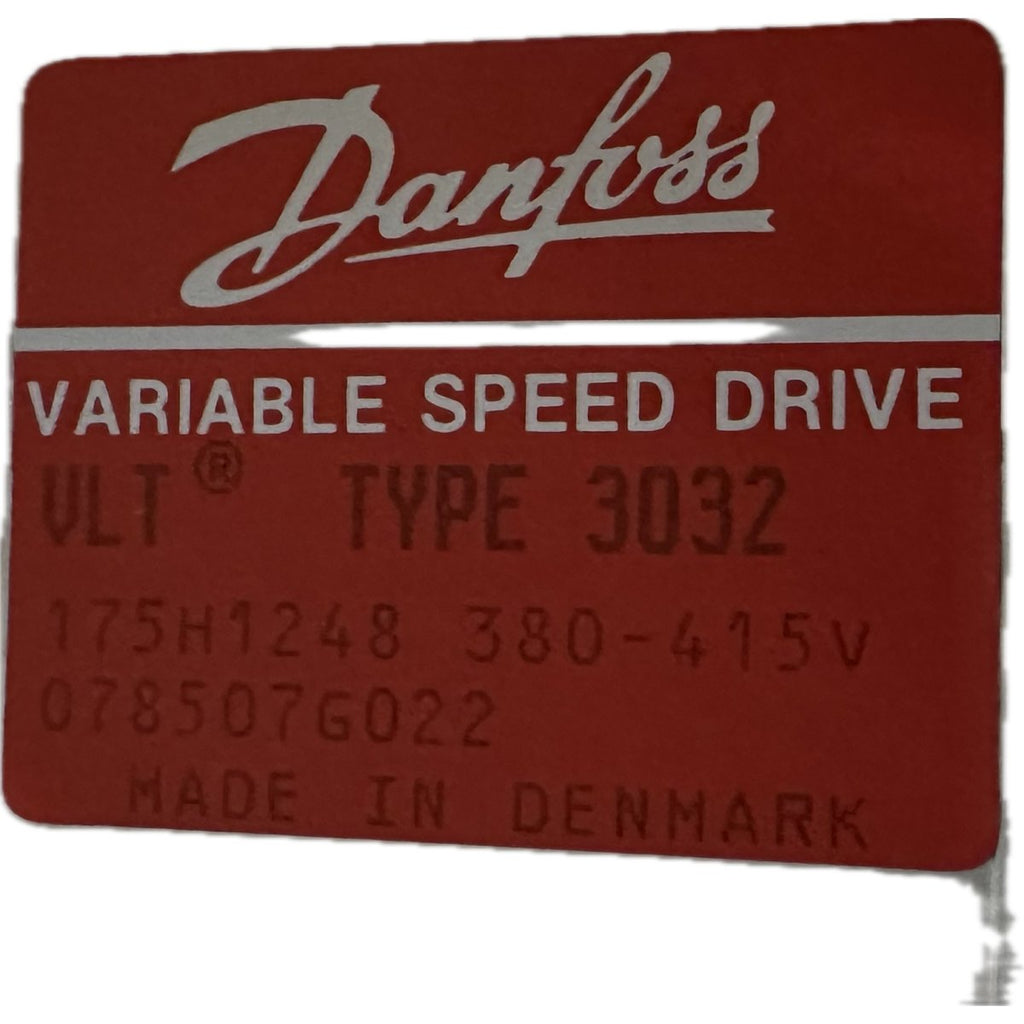 Danfoss
VARIABLE SPEED DRIVE
VLT® TYPE 3032
175H1248 380-415V
078507G022
MADE IN DENMARK